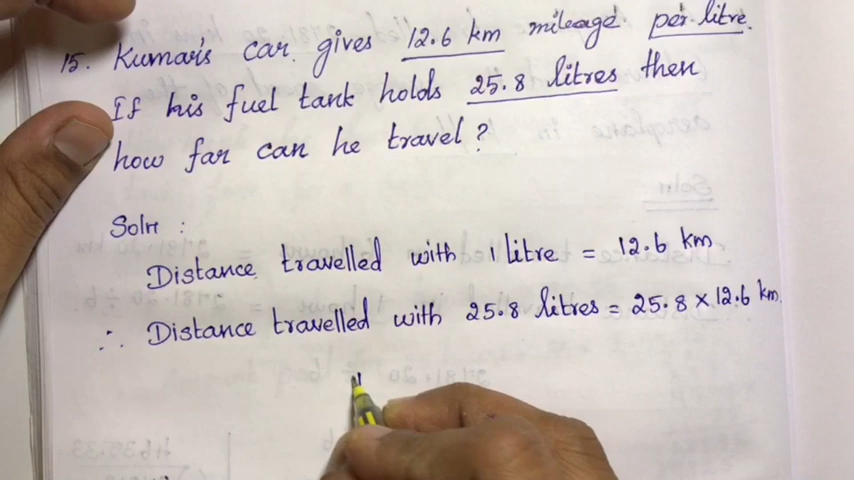 15. Kumar's car gives 12.6 km mileage per litre.
If his fuel tank holds 25.8 litres then
how far can he travel?
Soln :
Distance travelled with 1 litre = 12.6 km
∴ Distance travelled with 25.8 litres = 25.8 × 12.6 km